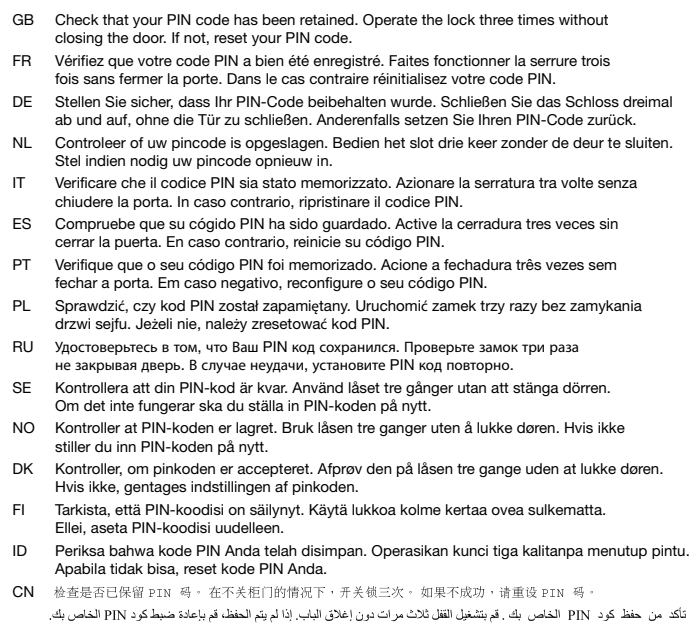 GB Check that your PIN code has been retained. Operate the lock three times without
closing the door. If not, reset your PIN code.
FR Vérifiez que votre code PIN a bien été enregistré. Faites fonctionner la serrure trois
fois sans fermer la porte. Dans le cas contraire réinitialisez votre code PIN.
DE Stellen Sie sicher, dass Ihr PIN-Code beibehalten wurde. Schließen Sie das Schloss dreimal
ab und auf, ohne die Tür zu schließen. Anderenfalls setzen Sie Ihren PIN-Code zurück.
NL Controleer of uw pincode is opgeslagen. Bedien het slot drie keer zonder de deur te sluiten.
Stel indien nodig uw pincode opnieuw in.
IT Verificare che il codice PIN sia stato memorizzato. Azionare la serratura tra volte senza
chiudere la porta. In caso contrario, ripristinare il codice PIN.
ES Compruebe que su cógido PIN ha sido guardado. Active la cerradura tres veces sin
cerrar la puerta. En caso contrario, reinicie su código PIN.
PT Verifique que o seu código PIN foi memorizado. Acione a fechadura três vezes sem
fechar a porta. Em caso negativo, reconfigure o seu código PIN.
PL Sprawdzić, czy kod PIN został zapamiętany. Uruchomić zamek trzy razy bez zamykania
drzwi sejfu. Jeżeli nie, należy zresetować kod PIN.
RU Удостоверьтесь в том, что Ваш PIN код сохранился. Проверьте замок три раза
не закрывая дверь. В случае неудачи, установите PIN код повторно.
SE Kontrollera att din PIN-kod är kvar. Använd låset tre gånger utan att stänga dörren.
Om det inte fungerar ska du ställa in PIN-koden på nytt.
NO Kontroller at PIN-koden er lagret. Bruk låsen tre ganger uten å lukke døren. Hvis ikke
stiller du inn PIN-koden på nytt.
DK Kontroller, om pinkoden er accepteret. Afprøv den på låsen tre gange uden at lukke døren.
Hvis ikke, gentages indstillingen af pinkoden.
FI Tarkista, että PIN-koodisi on säilynyt. Käytä lukkoa kolme kertaa ovea sulkematta.
Ellei, aseta PIN-koodisi uudelleen.
ID Periksa bahwa kode PIN Anda telah disimpan. Operasikan kunci tiga kalitanpa menutup pintu.
Apabila tidak bisa, reset kode PIN Anda.
CN 检查是否已保留 PIN 码。在不关柜门的情况下，开关锁三次。如果不成功，请重设 PIN 码。
تأكد من حفظ كود PIN الخاص بك . قم بتشغيل القفل ثلاث مرات دون إغلاق الباب. إذا لم يتم الحفظ، قم بإعادة ضبط كود PIN الخاص بك.